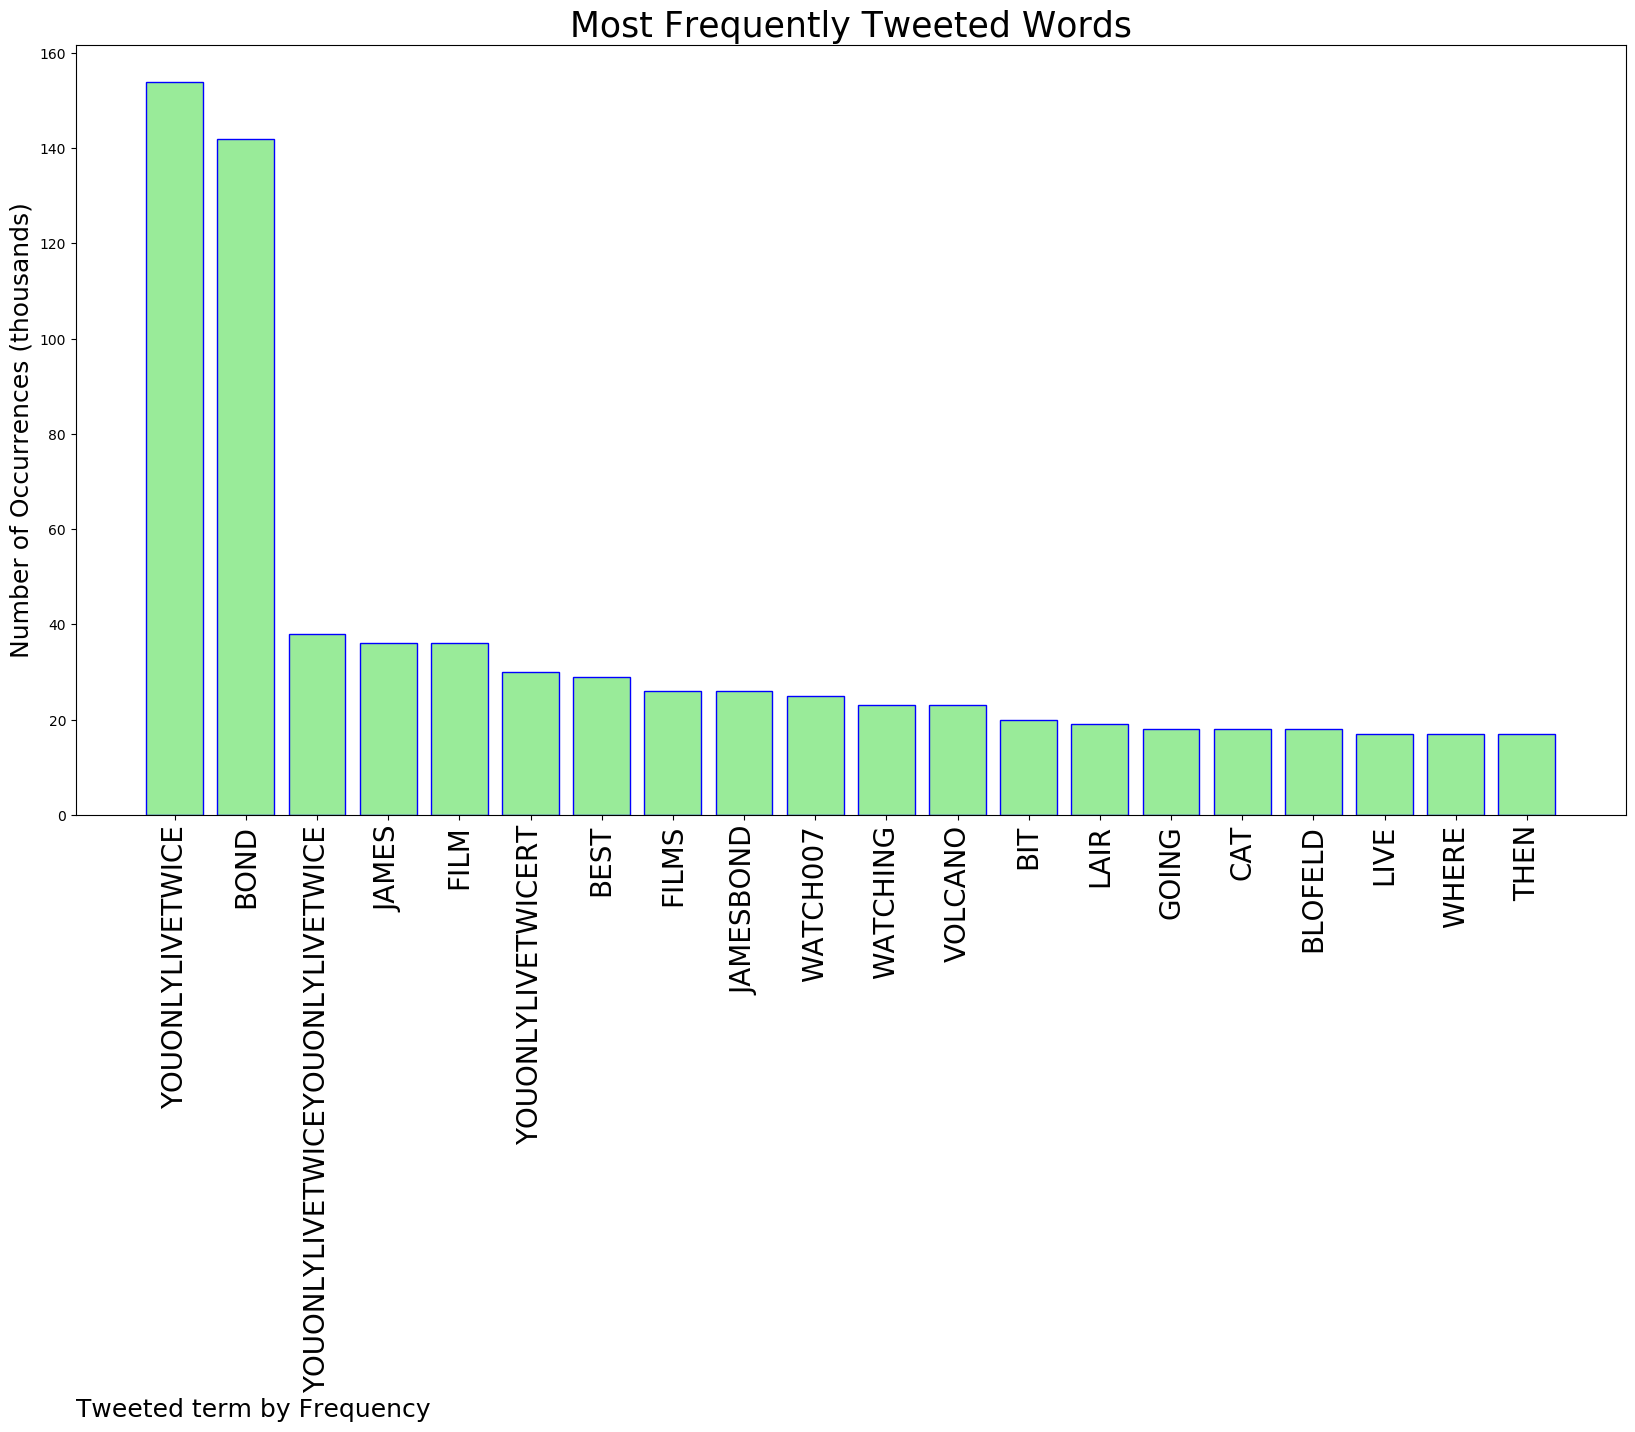 Most Frequently Tweeted Words
Number of Occurrences (thousands)
160
140
120
100
80
60
40
20
0
YOUONLYLIVETWICE
BOND
YOUONLYLIVETWICEYOUONLYLIVETWICE
JAMES
FILM
YOUONLYLIVETWICERT
BEST
FILMS
JAMESBOND
WATCH007
WATCHING
VOLCANO
BIT
LAIR
GOING
CAT
BLOFELD
LIVE
WHERE
THEN
Tweeted term by Frequency